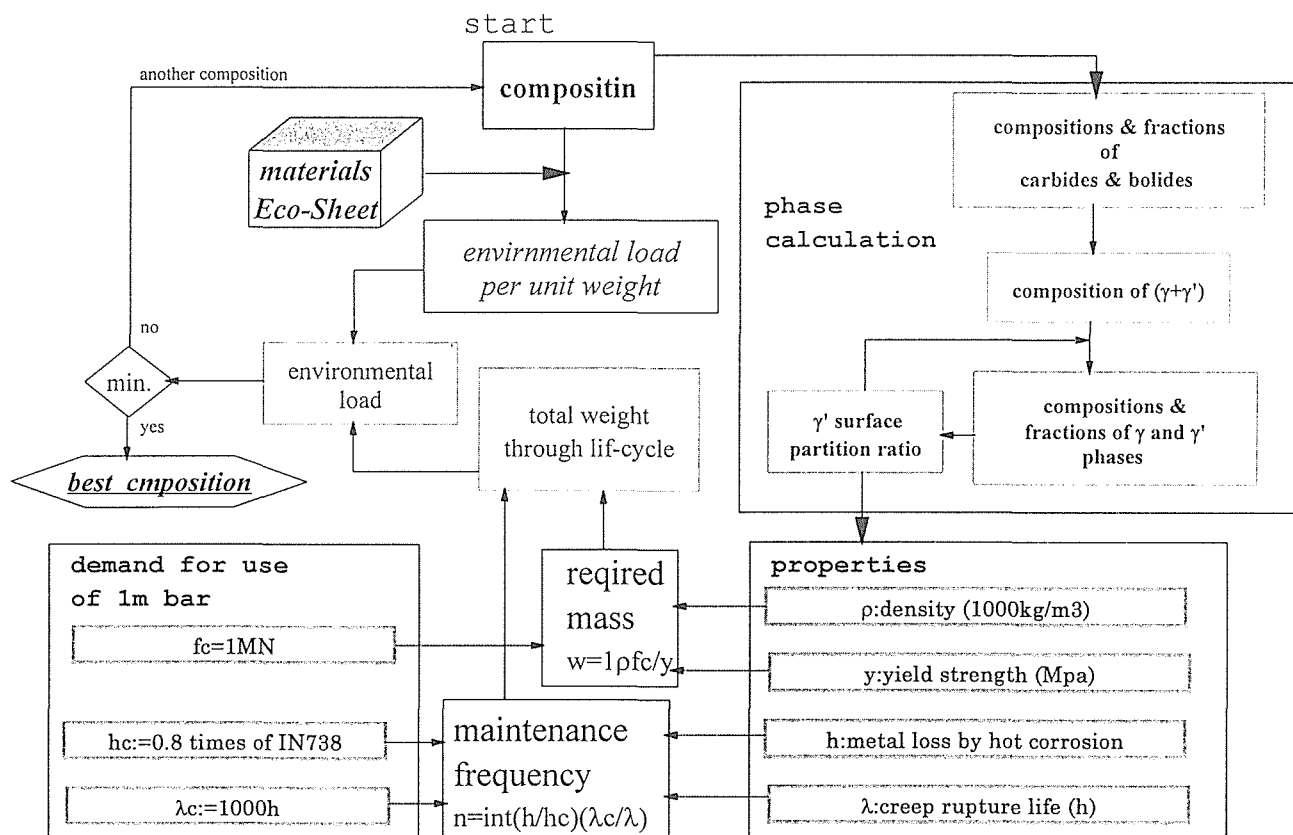 start
another composition
compositin
materials
Eco-Sheet
compositions & fractions
of
carbides & bolides
phase
calculation
envirnmental load
per unit weight
composition of (γ+γ')
no
min.
yes
environmental
load
total weight
through lif-cycle
γ' surface
partition ratio
compositions &
fractions of γ and γ'
phases
best cmposition
demand for use
of 1m bar
fc=1MN
hc:=0.8 times of IN738
λc:=1000h
reqired
mass
w=1ρfc/y
maintenance
frequency
n=int(h/hc)(λc/λ)
properties
ρ:density (1000kg/m3)
y:yield strength (Mpa)
h:metal loss by hot corrosion
λ:creep rupture life (h)